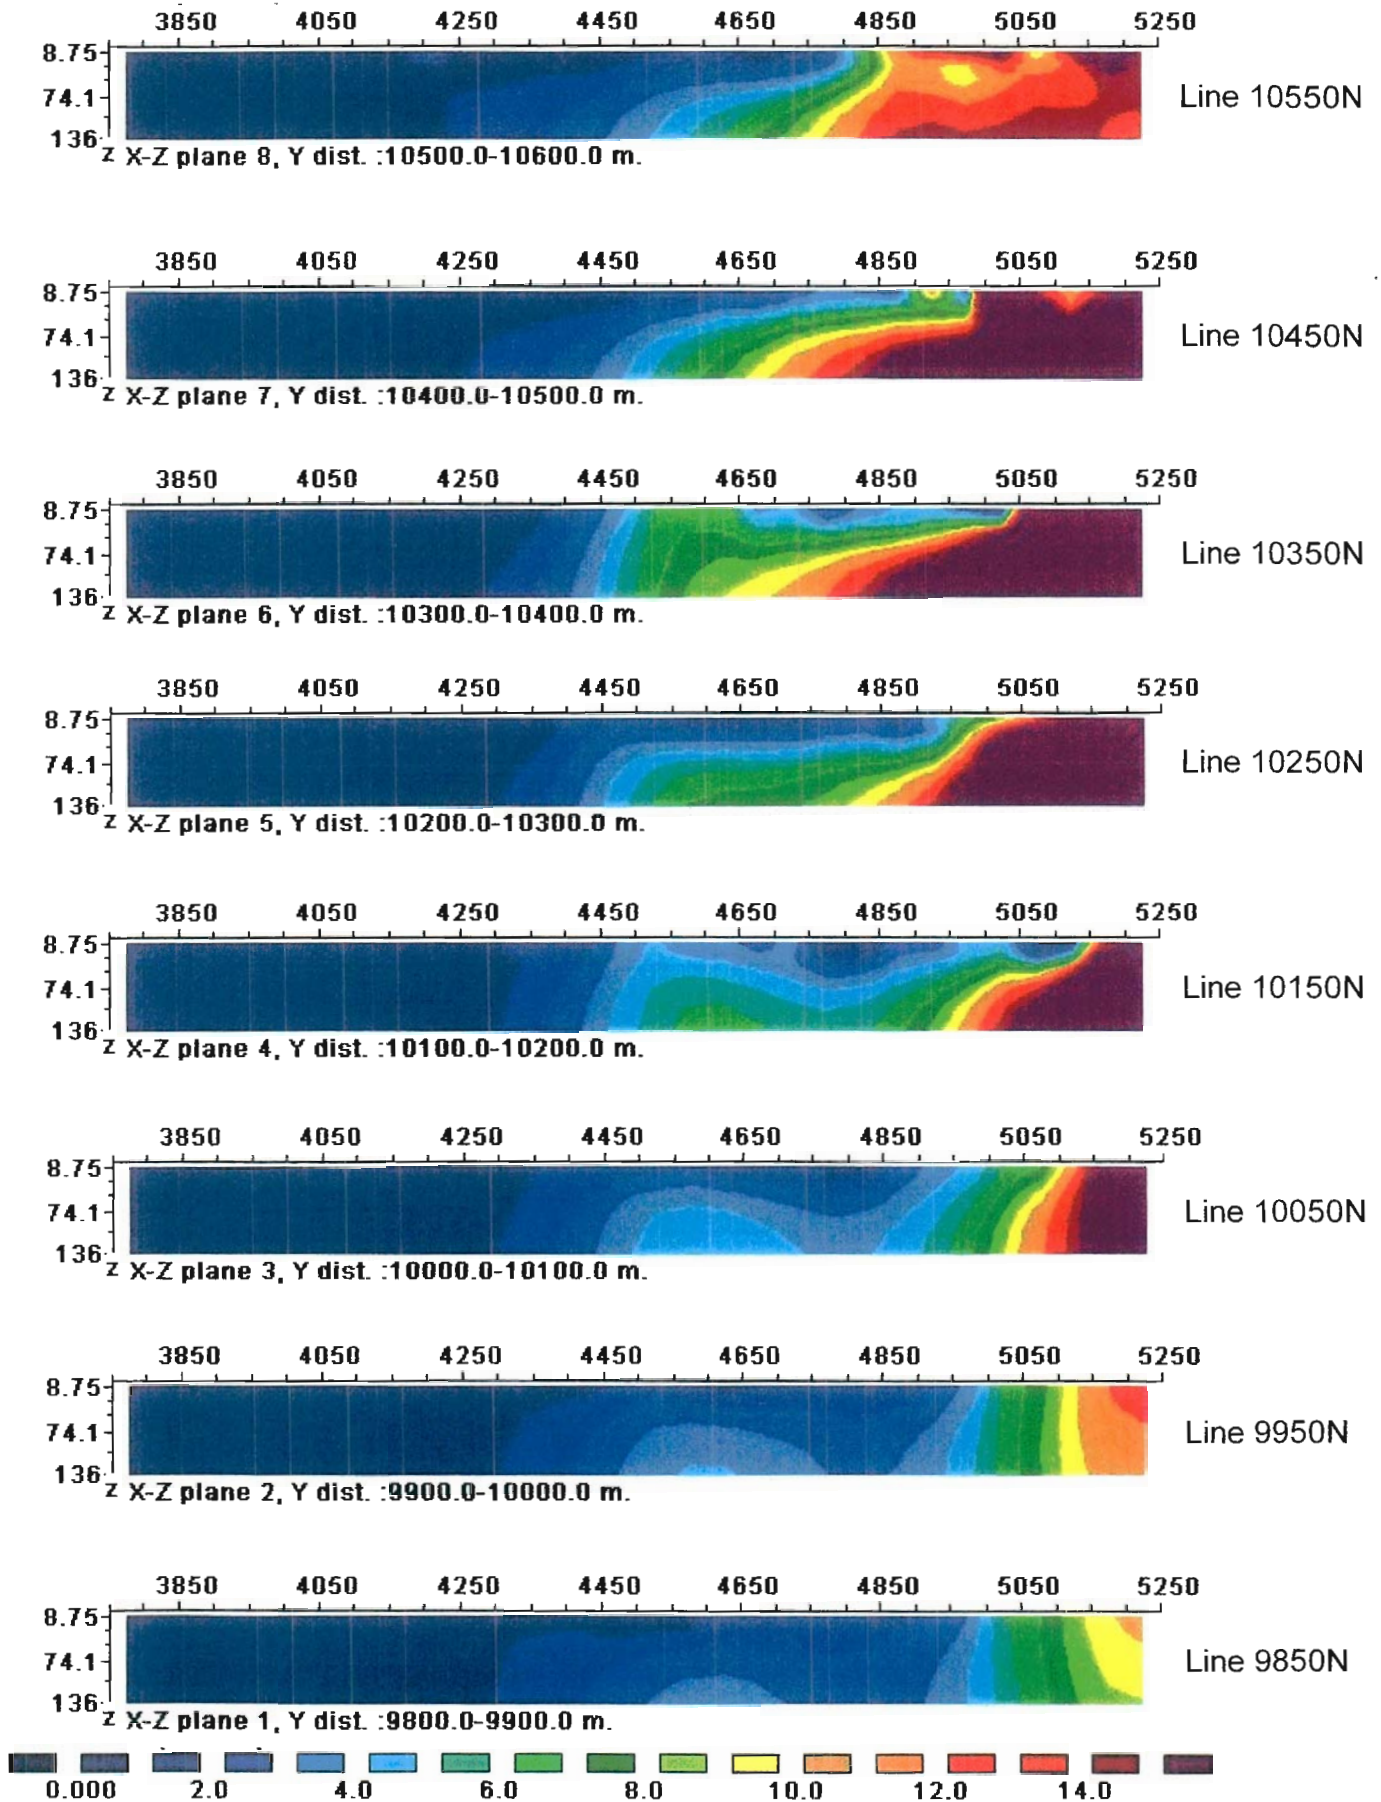 3850 4050 4250 4450 4650 4850 5050 5250
8.75
74.1
136
Line 10550N
z X-Z plane 8, Y dist. :10500.0-10600.0 m.
3850 4050 4250 4450 4650 4850 5050 5250
8.75
74.1
136
Line 10450N
z X-Z plane 7, Y dist. :10400.0-10500.0 m.
3850 4050 4250 4450 4650 4850 5050 5250
8.75
74.1
136
Line 10350N
z X-Z plane 6, Y dist. :10300.0-10400.0 m.
3850 4050 4250 4450 4650 4850 5050 5250
8.75
74.1
136
Line 10250N
z X-Z plane 5, Y dist. :10200.0-10300.0 m.
3850 4050 4250 4450 4650 4850 5050 5250
8.75
74.1
136
Line 10150N
z X-Z plane 4, Y dist. :10100.0-10200.0 m.
3850 4050 4250 4450 4650 4850 5050 5250
8.75
74.1
136
Line 10050N
z X-Z plane 3, Y dist. :10000.0-10100.0 m.
3850 4050 4250 4450 4650 4850 5050 5250
8.75
74.1
136
Line 9950N
z X-Z plane 2, Y dist. :9900.0-10000.0 m.
3850 4050 4250 4450 4650 4850 5050 5250
8.75
74.1
136
Line 9850N
z X-Z plane 1, Y dist. :9800.0-9900.0 m.
0.000 2.0 4.0 6.0 8.0 10.0 12.0 14.0